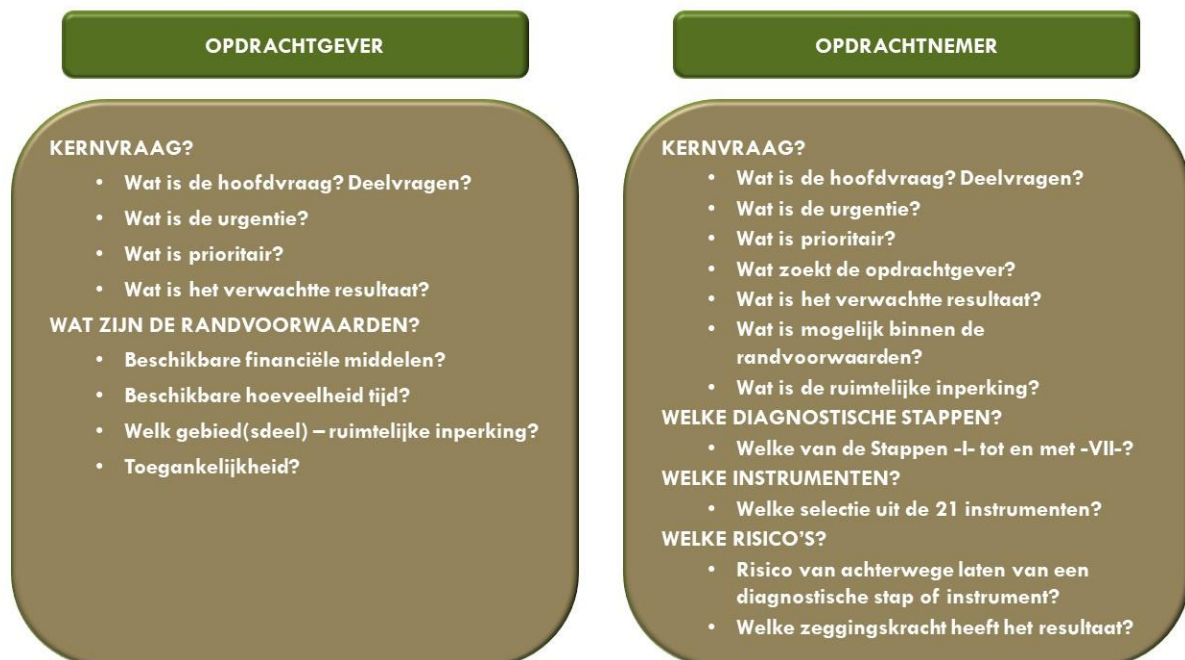 OPDRACHTGEVER
KERNVRAAG?
• Wat is de hoofdvraag? Deelvragen?
• Wat is de urgentie?
• Wat is prioritair?
• Wat is het verwachtte resultaat?
WAT ZIJN DE RANDVOORWAARDEN?
• Beschikbare financiële middelen?
• Beschikbare hoeveelheid tijd?
• Welk gebied(sdeel) – ruimtelijke inperking?
• Toegankelijkheid?
OPDRACHTNEMER
KERNVRAAG?
• Wat is de hoofdvraag? Deelvragen?
• Wat is de urgentie?
• Wat is prioritair?
• Wat zoekt de opdrachtgever?
• Wat is het verwachtte resultaat?
• Wat is mogelijk binnen de
randvoorwaarden?
• Wat is de ruimtelijke inperking?
WELKE DIAGNOSTISCHE STAPPEN?
• Welke van de Stappen -I- tot en met -VII-?
WELKE INSTRUMENTEN?
• Welke selectie uit de 21 instrumenten?
WELKE RISICO'S?
• Risico van achterwege laten van een
diagnostische stap of instrument?
• Welke zeggingskracht heeft het resultaat?